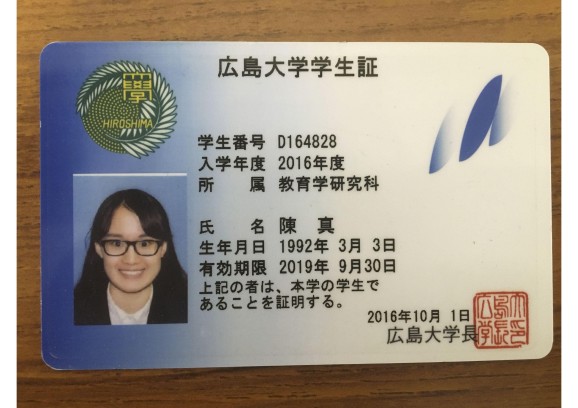 學
HIROSHIMA
広島大学学生証
学生番号 D164828
入学年度 2016年度
所　属 教育学研究科
氏　名 陳 真
生年月日 1992年 3月 3日
有効期限 2019年 9月30日
上記の者は、本学の学生で
あることを証明する。
2016年10月 1日
広島大学長